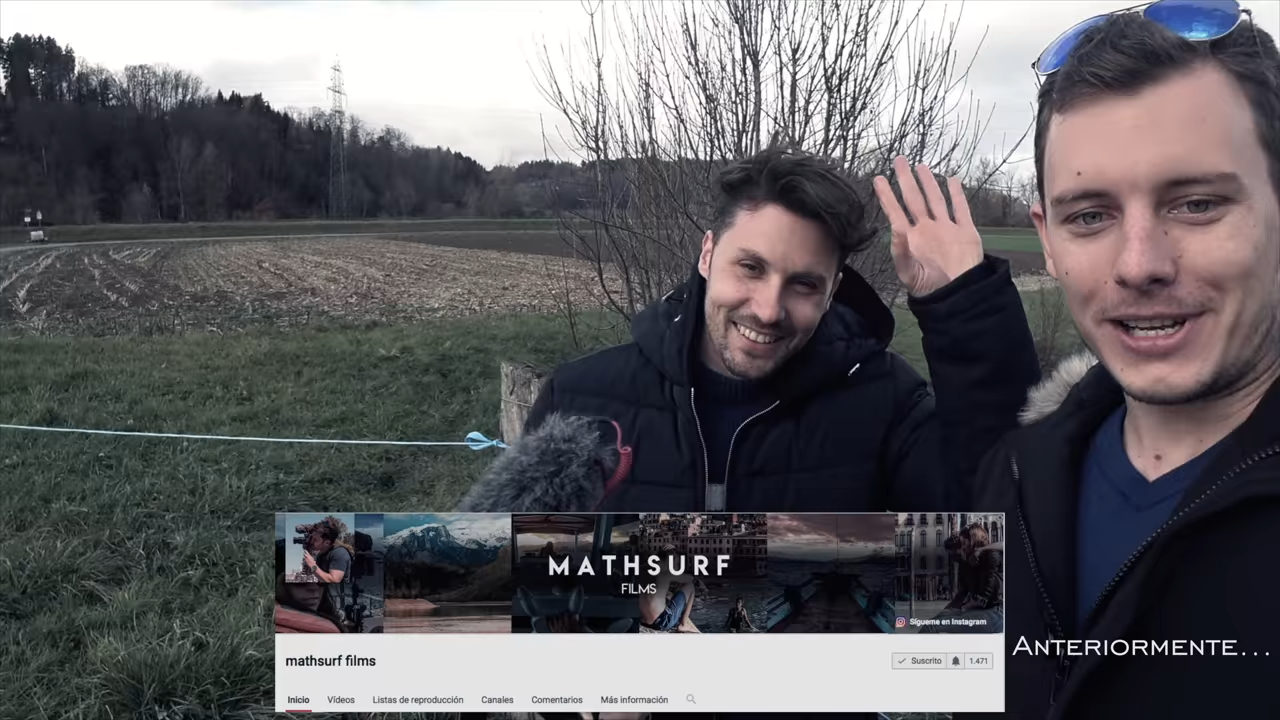 MATHSURF
FILMS
Sígueme en Instagram
mathsurf films
Suscrito 1.471
ANTERIORMENTE...
Inicio Vídeos Listas de reproducción Canales Comentarios Más información